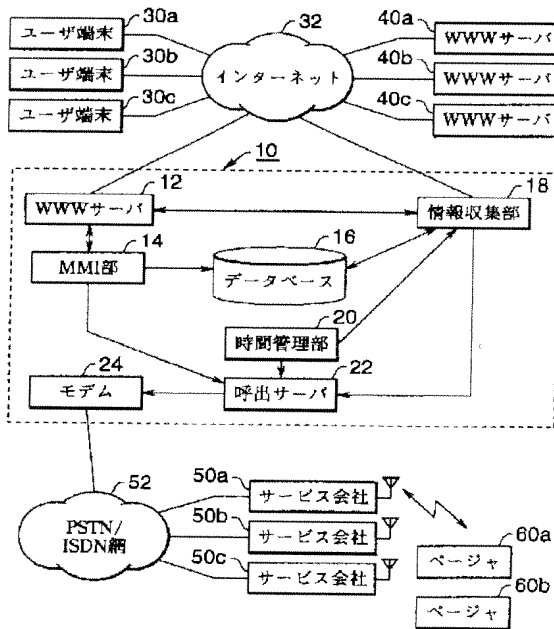 30a
ユーザ端末
30b
ユーザ端末
30c
ユーザ端末
32
インターネット
40a
WWWサーバ
40b
WWWサーバ
40c
WWWサーバ
10
12
WWWサーバ
14
MMI部
16
データベース
18
情報収集部
20
時間管理部
22
呼出サーバ
24
モデム
52
PSTN/
ISDN網
50a
サービス会社
50b
サービス会社
50c
サービス会社
60a
ページャ
60b
ページャ